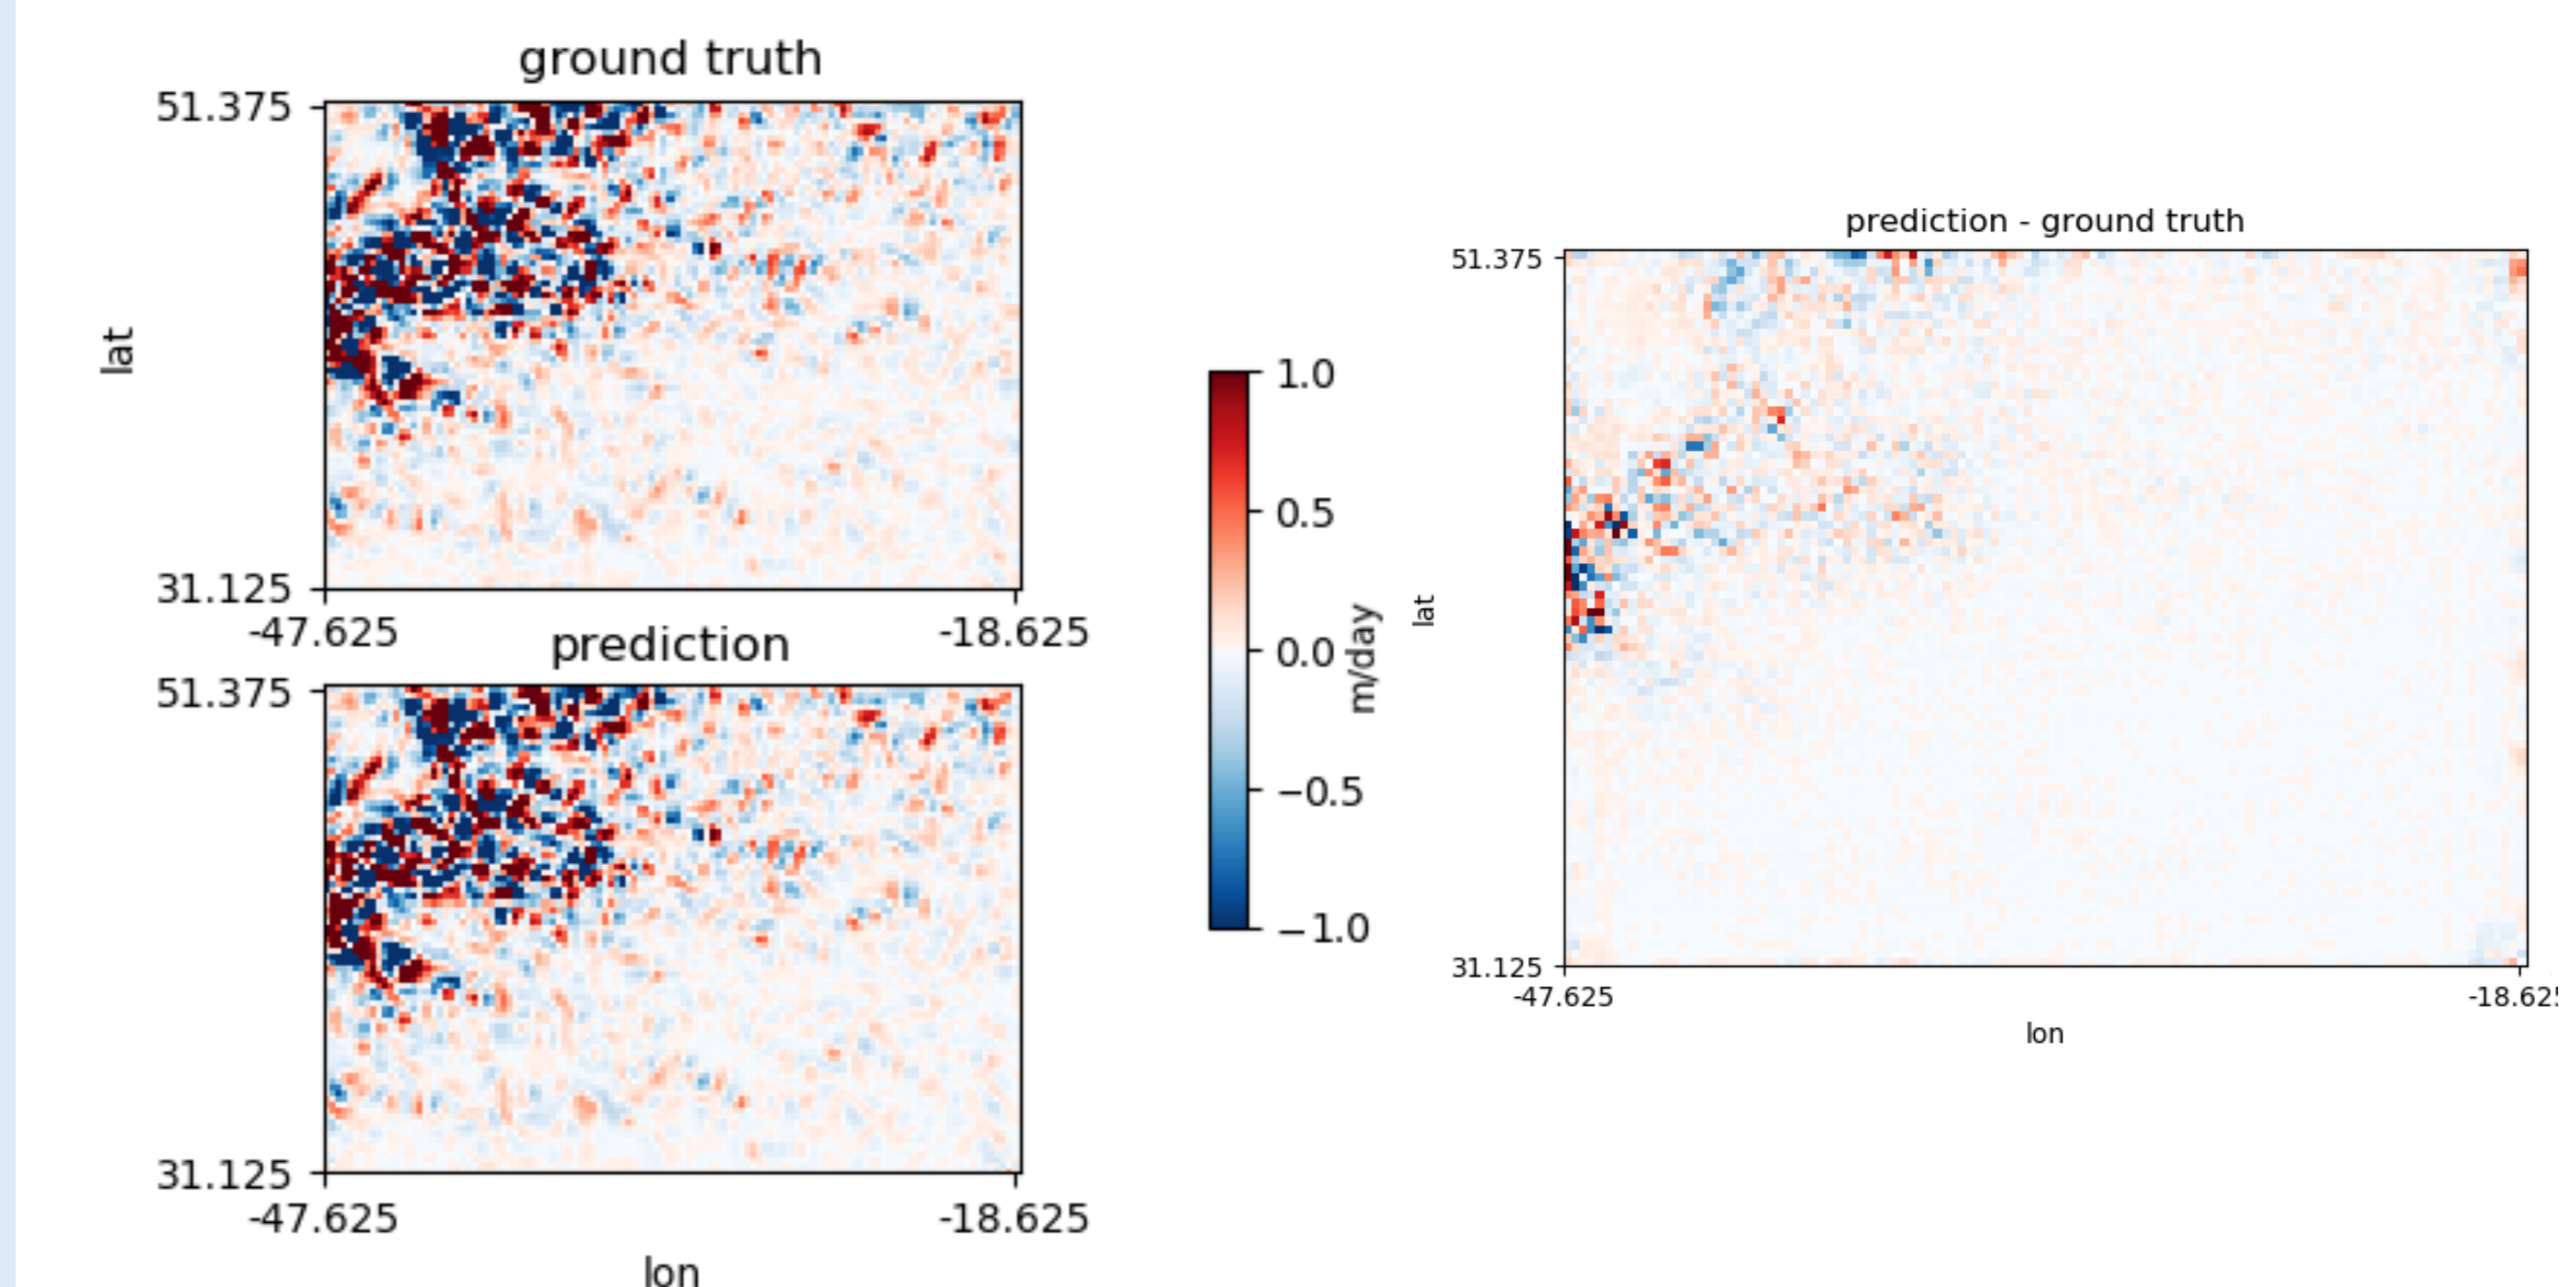 ground truth
51.375
lat
31.125
-47.625
-18.625
prediction
51.375
31.125
-47.625
-18.625
lon
1.0
0.5
0.0
−0.5
−1.0
m/day
prediction - ground truth
51.375
lat
31.125
-47.625
-18.62
lon